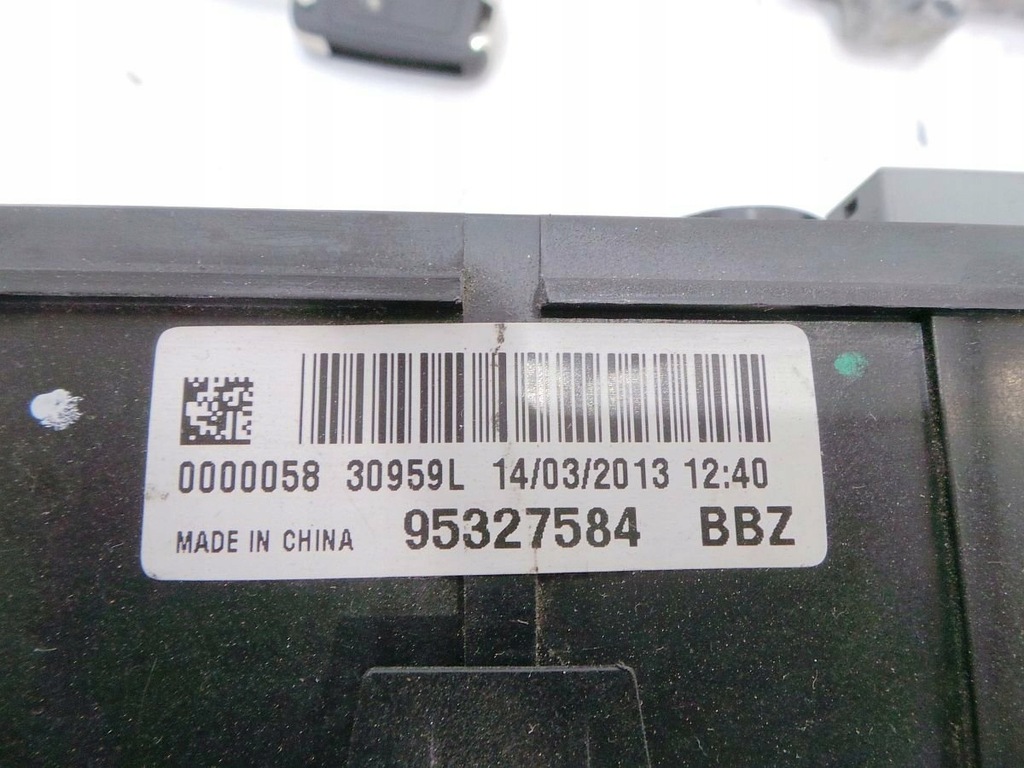 0000058 30959L 14/03/2013 12:40
MADE IN CHINA 95327584 BBZ